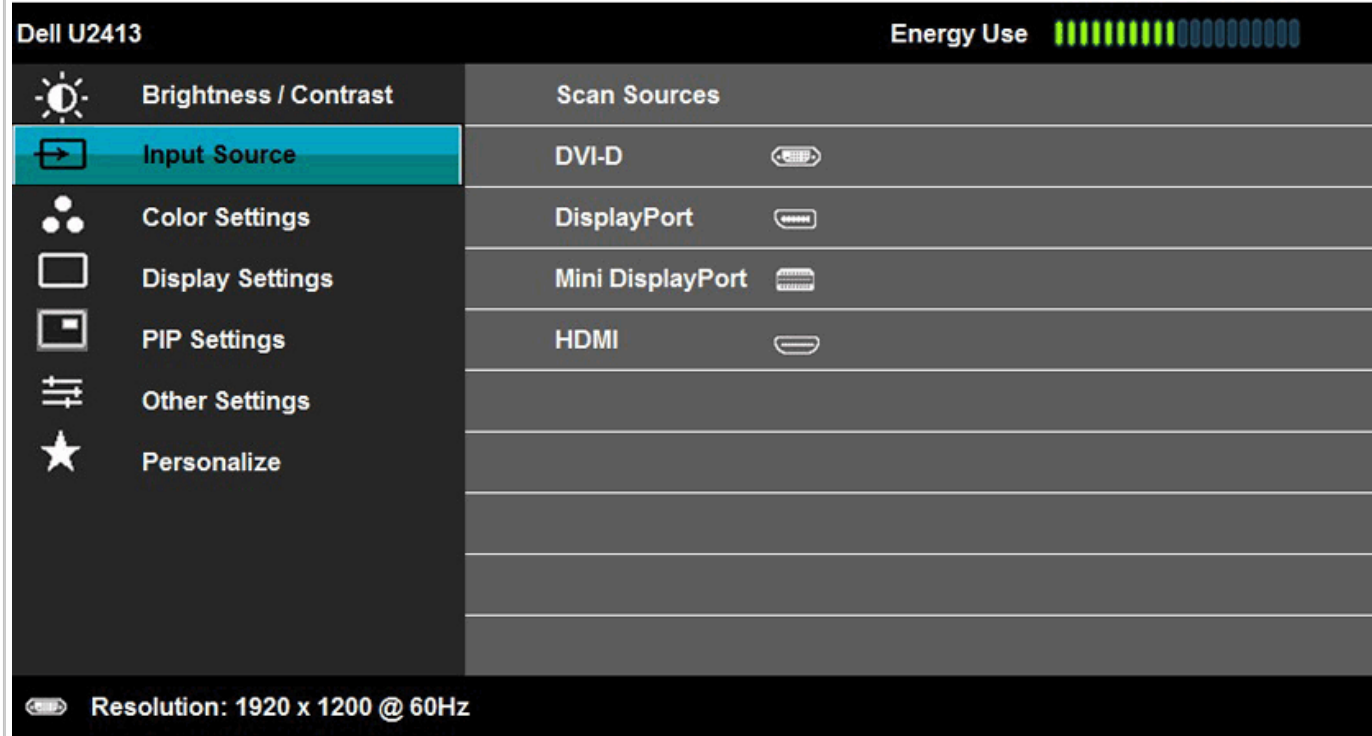 Dell U2413
Energy Use
Brightness / Contrast
Scan Sources
Input Source
DVI-D
Color Settings
DisplayPort
Display Settings
Mini DisplayPort
PIP Settings
HDMI
Other Settings
Personalize
Resolution: 1920 x 1200 @ 60Hz